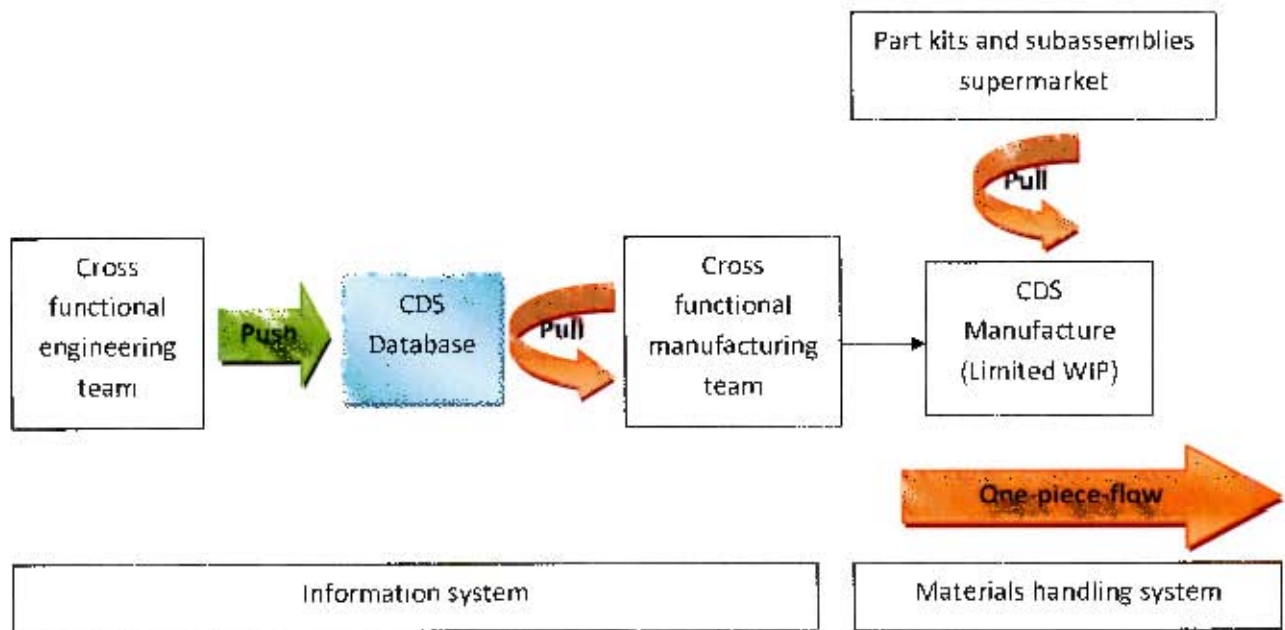 Part kits and subassemblies
supermarket
Pull
Cross
functional
engineering
team
Push
CDS
Database
Pull
Cross
functional
manufacturing
team
CDS
Manufacture
(Limited WIP)
One-piece-flow
Information system
Materials handling system